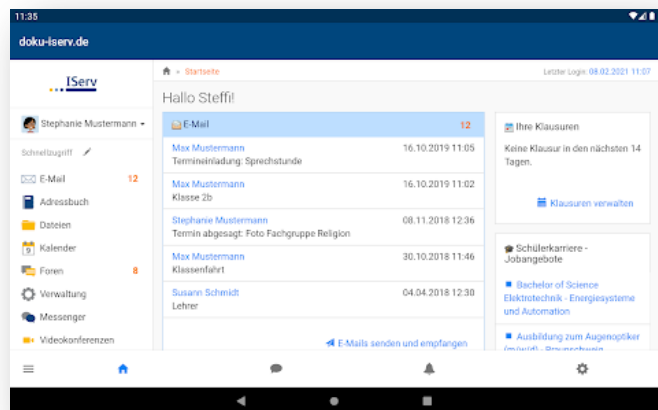 11:35
doku-iserv.de
IServ
Stephanie Mustermann
Schnellzugriff
E-Mail 12
Adressbuch
Dateien
9
Kalender
Foren 8
Verwaltung
Messenger
Videokonferenzen
Startseite
Letzter Login: 08.02.2021 11:07
Hallo Steffi!
E-Mail 12
Max Mustermann 16.10.2019 11:05
Termineinladung: Sprechstunde
Max Mustermann 16.10.2019 11:02
Klasse 2b
Stephanie Mustermann 08.11.2018 12:36
Termin abgesagt: Foto Fachgruppe Religion
Max Mustermann 30.10.2018 11:46
Klassenfahrt
Susann Schmidt 04.04.2018 12:30
Lehrer
E-Mails senden und empfangen
Ihre Klausuren
Keine Klausur in den nächsten 14
Tagen.
Klausuren verwalten
Schülerkarriere -
Jobangebote
Bachelor of Science
Elektrotechnik - Energiesysteme
und Automation
Ausbildung zum Augenoptiker
(m/w/d) - Braunschweig